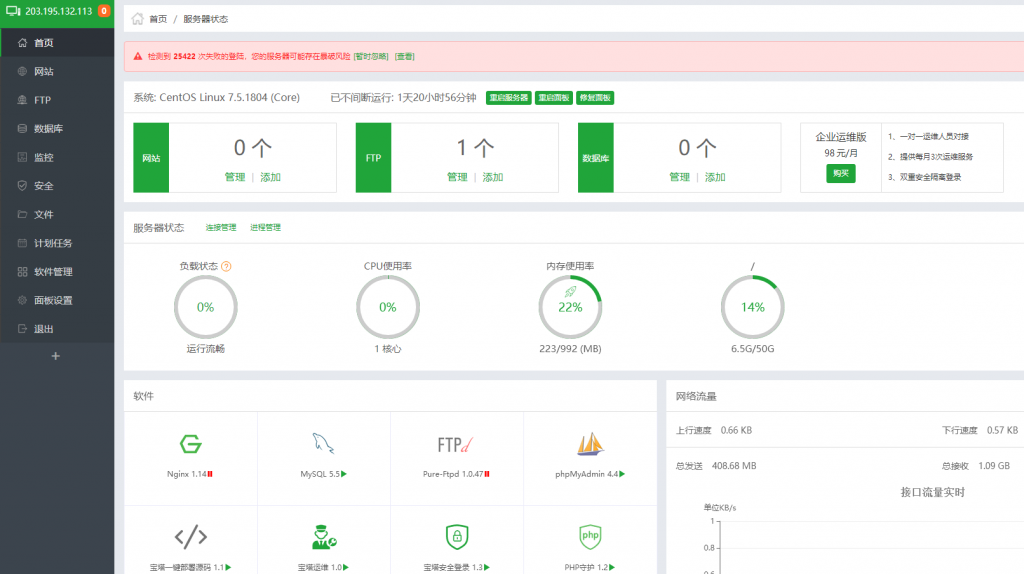 203.195.132.113 0
首页
网站
FTP
数据库
监控
安全
文件
计划任务
软件管理
面板设置
退出
首页 / 服务器状态
检测到 25422 次失败的登陆，您的服务器可能存在暴破风险 [暂时忽略] [查看]
系统: CentOS Linux 7.5.1804 (Core) 已不间断运行: 1天20小时56分钟 重启服务器 重启面板 修复面板
网站
0 个
管理 | 添加
FTP
1 个
管理 | 添加
数据库
0 个
管理 | 添加
企业运维版
98 元/月
购买
1、一对一运维人员对接
2、提供每月3次运维服务
3、双重安全隔离登录
服务器状态 连接管理 进程管理
负载状态 ?
0%
运行流畅
CPU使用率
0%
1 核心
内存使用率
22%
223/992 (MB)
/
14%
6.5G/50G
软件
Nginx 1.14
MySQL 5.5
FTPd
Pure-Ftpd 1.0.47
phpMyAdmin 4.4
</>
宝塔一键部署源码 1.1
宝塔运维 1.0
宝塔安全登录 1.3
php
PHP守护 1.2
网络流量
上行速度 0.66 KB
下行速度 0.57 KB
总发送 408.68 MB
总接收 1.09 GB
接口流量实时
单位KB/s
1
0.8